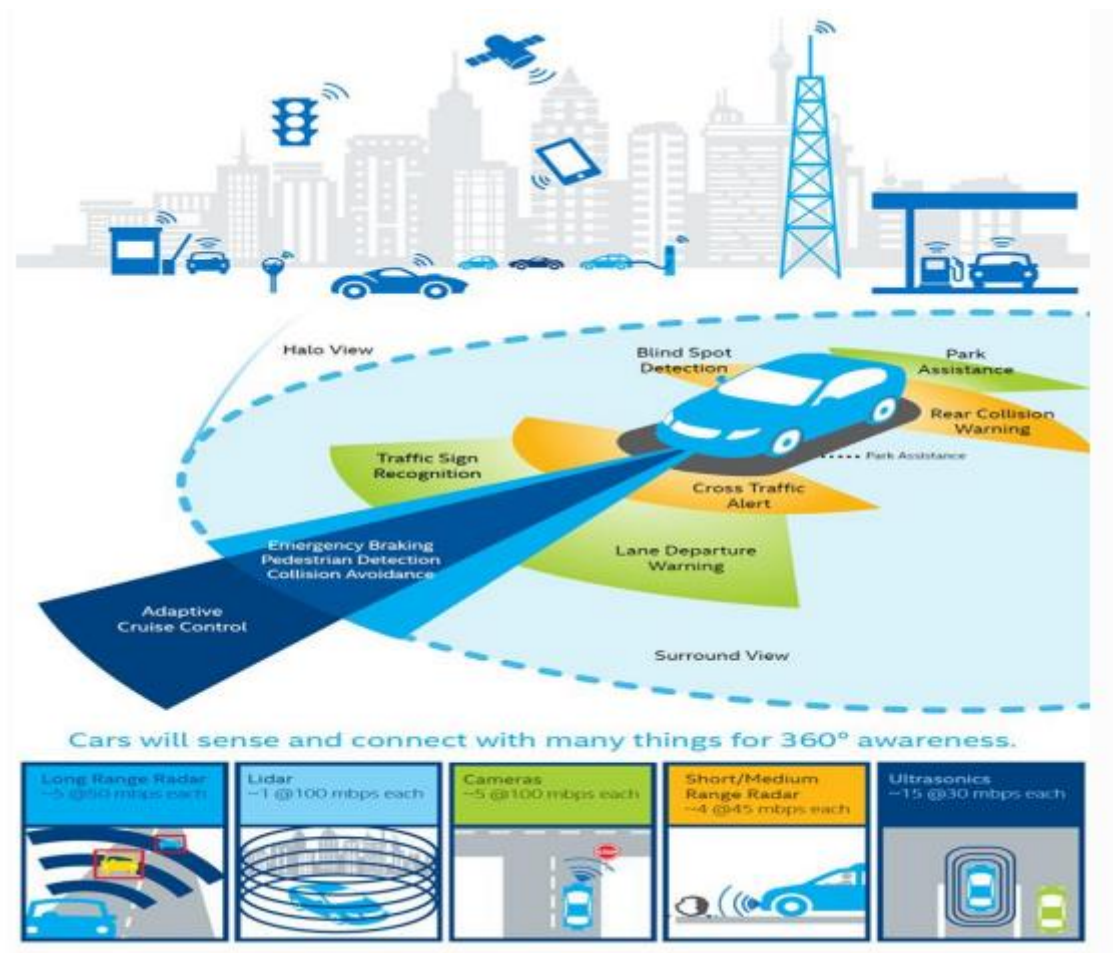 Halo View
Blind Spot
Detection
Park
Assistance
Rear Collision
Warning
Park Assistance
Traffic Sign
Recognition
Cross Traffic
Alert
Emergency Braking
Pedestrian Detection
Collision Avoidance
Lane Departure
Warning
Adaptive
Cruise Control
Surround View
Cars will sense and connect with many things for 360° awareness.
Long Range Radar
~5 @50 mbps each
Lidar
~1 @100 mbps each
Cameras
~5 @100 mbps each
Short/Medium
Range Radar
~4 @45 mbps each
Ultrasonics
~15 @30 mbps each
STOP